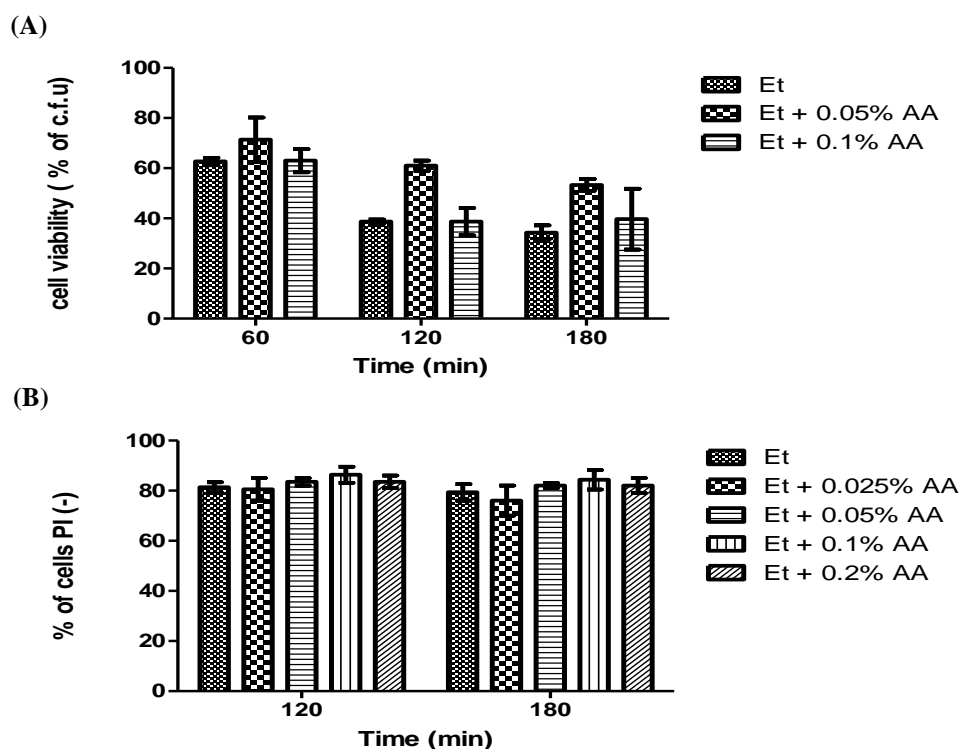 (A)
cell viability ( % of c.f.u)
100
80
60
40
20
0
60 120 180
Time (min)
Et
Et + 0.05% AA
Et + 0.1% AA
(B)
% of cells PI (-)
100
80
60
40
20
0
120 180
Time (min)
Et
Et + 0.025% AA
Et + 0.05% AA
Et + 0.1% AA
Et + 0.2% AA